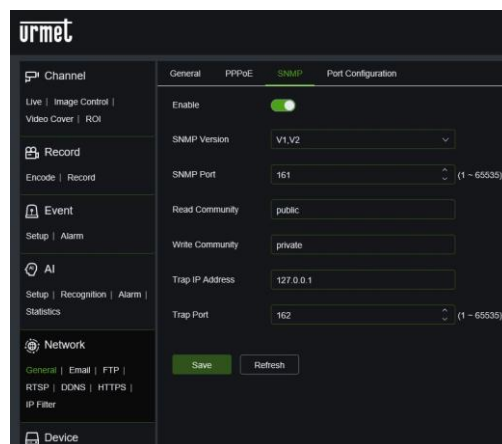 urmet
Channel
Live | Image Control |
Video Cover | ROI
Record
Encode | Record
Event
Setup | Alarm
AI
Setup | Recognition | Alarm |
Statistics
Network
General | Email | FTP |
RTSP | DDNS | HTTPS |
IP Filter
Device
General PPPoE SNMP Port Configuration
Enable
SNMP Version V1,V2
SNMP Port 161 (1 ~ 65535)
Read Community public
Write Community private
Trap IP Address 127.0.0.1
Trap Port 162 (1 ~ 65535)
Save Refresh